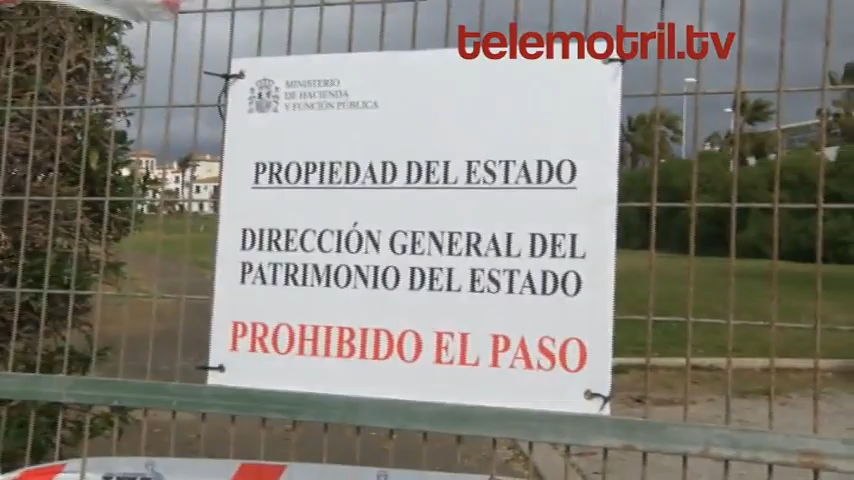 telemotril.tv
MINISTERIO
DE HACIENDA
Y FUNCIÓN PÚBLICA
PROPIEDAD DEL ESTADO
DIRECCIÓN GENERAL DEL
PATRIMONIO DEL ESTADO
PROHIBIDO EL PASO